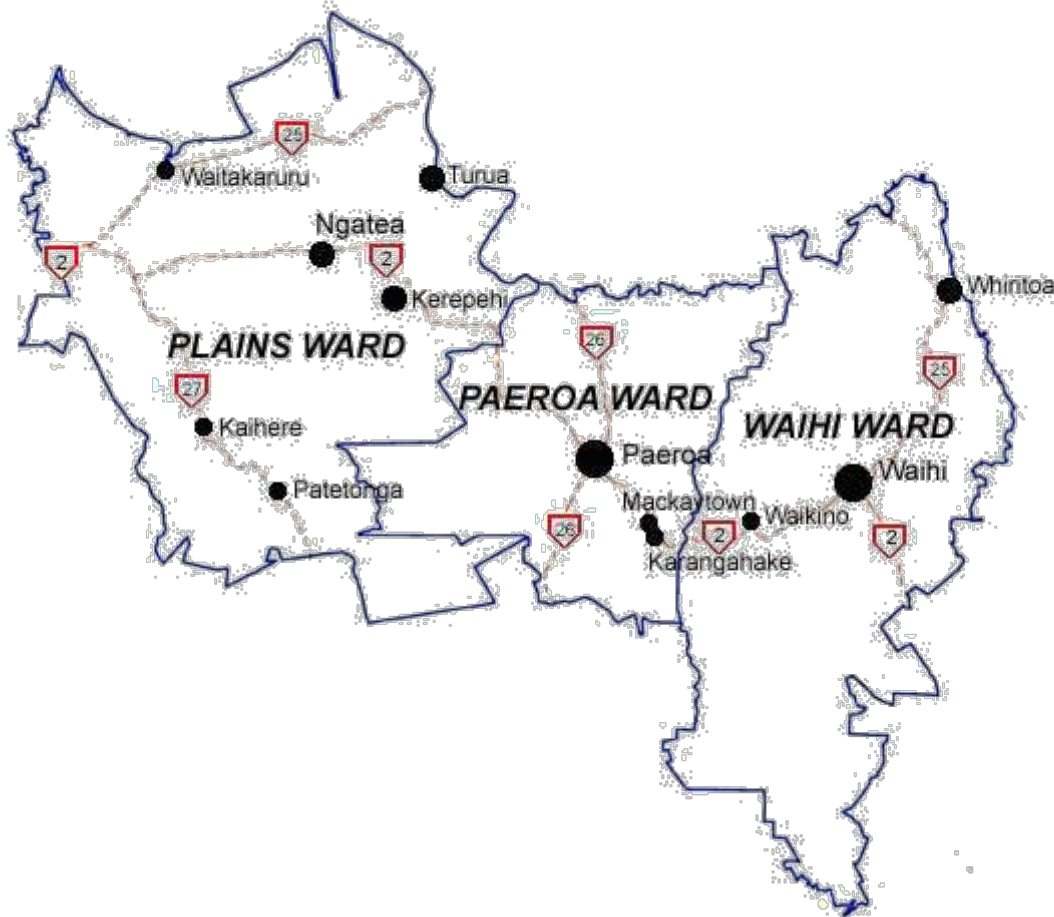 25
Waitakaruru
Turua
Ngatea
2
2
Kerepehi
Whiritoa
26
PLAINS WARD
27
25
PAEROA WARD
Kaihere
WAIHI WARD
Paeroa
Waihi
Patetonga
Mackaytown
Waikino
26
2
2
Karangahake